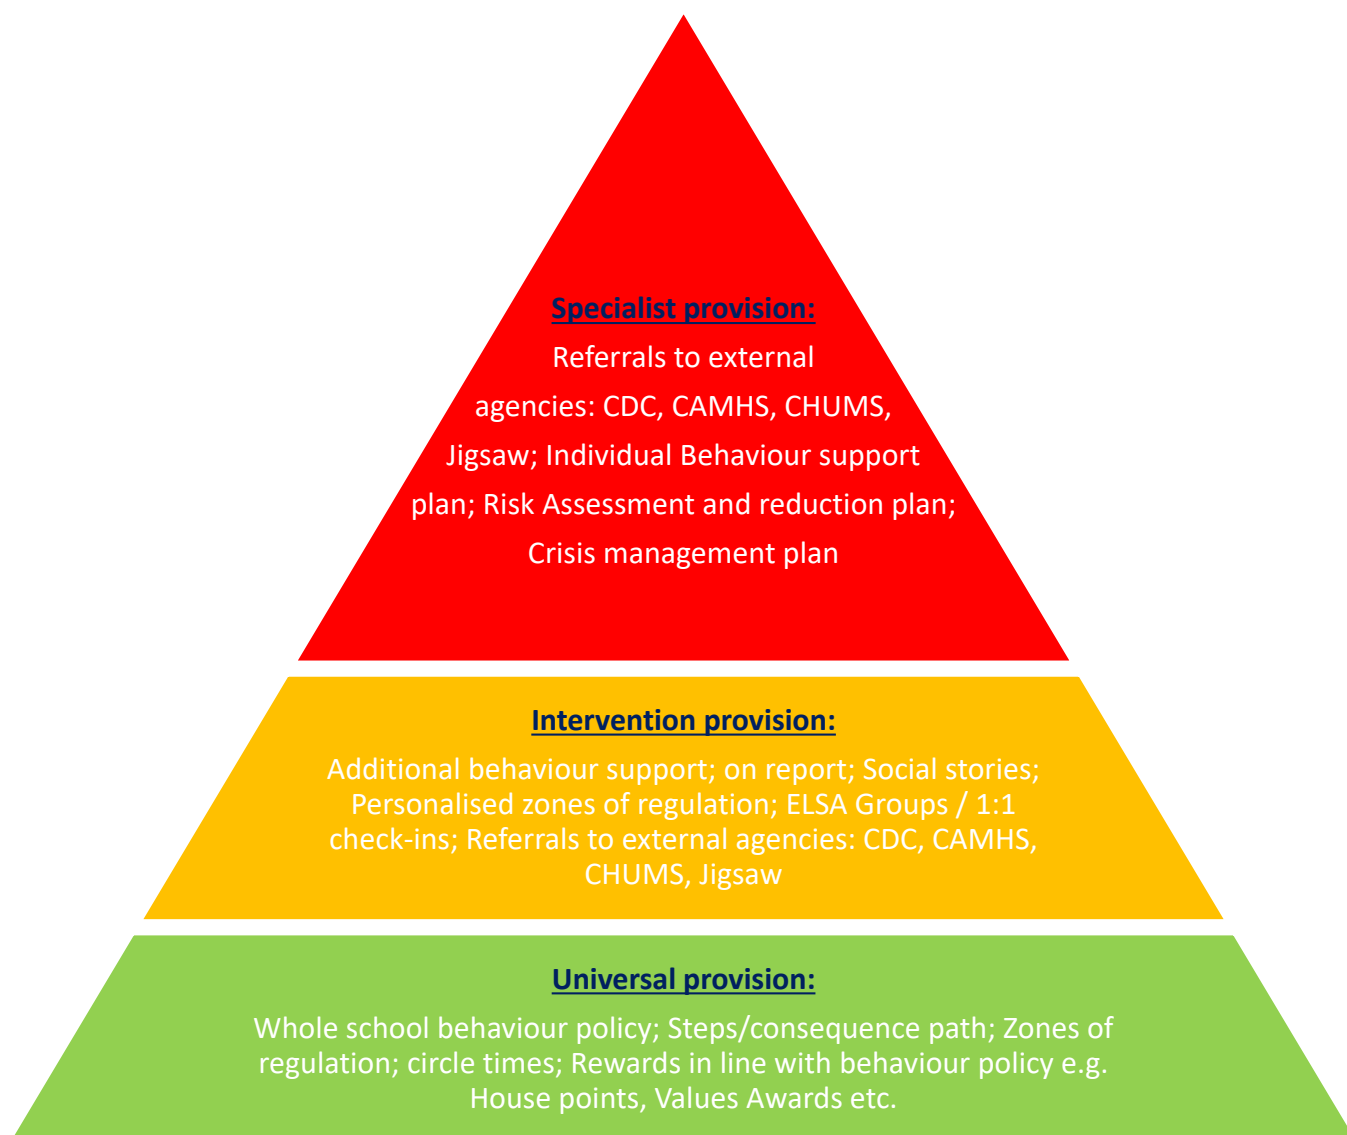 Specialist provision:
Referrals to external
agencies: CDC, CAMHS, CHUMS,
Jigsaw; Individual Behaviour support
plan; Risk Assessment and reduction plan;
Crisis management plan
Intervention provision:
Additional behaviour support; on report; Social stories;
Personalised zones of regulation; ELSA Groups / 1:1
check-ins; Referrals to external agencies: CDC, CAMHS,
CHUMS, Jigsaw
Universal provision:
Whole school behaviour policy; Steps/consequence path; Zones of
regulation; circle times; Rewards in line with behaviour policy e.g.
House points, Values Awards etc.